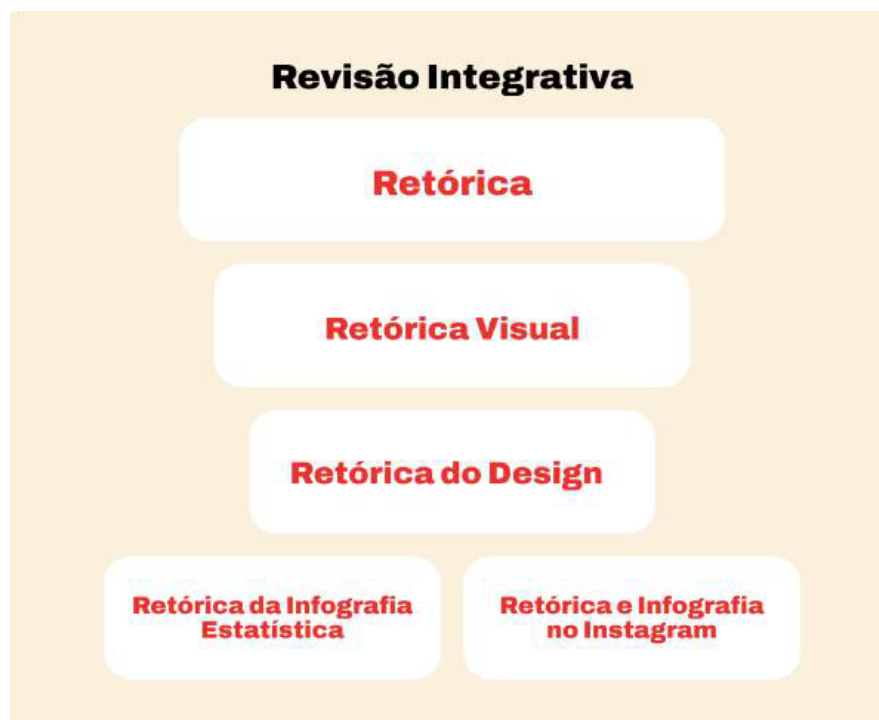 Revisão Integrativa
Retórica
Retórica Visual
Retórica do Design
Retórica da Infografia
Estatística
Retórica e Infografia
no Instagram